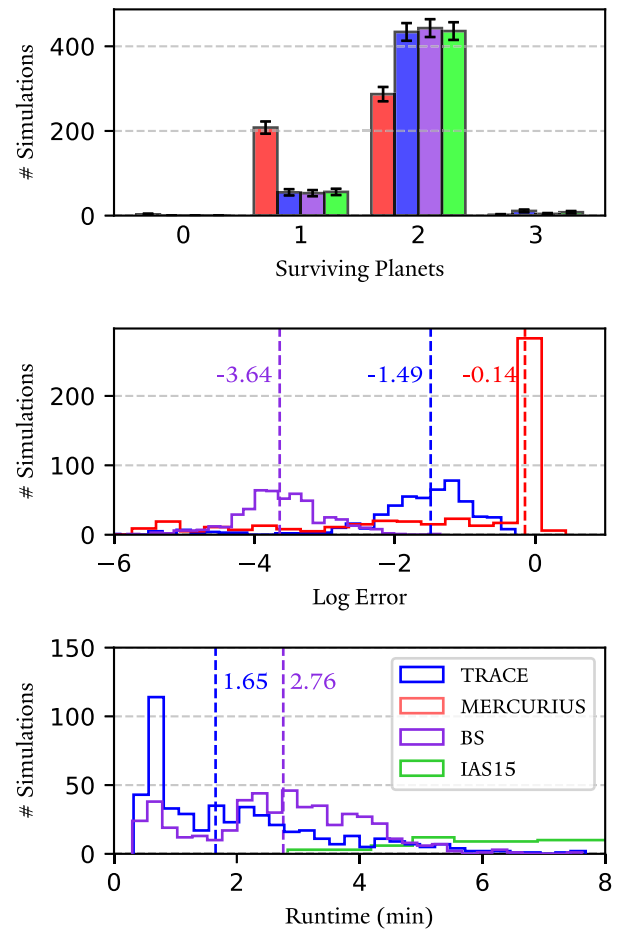 400
200
0
# Simulations
0 1 2 3
Surviving Planets
-3.64 -1.49 -0.14
200
100
0
# Simulations
−6 −4 −2 0
Log Error
150
100
50
0
# Simulations
1.65 2.76
TRACE
MERCURIUS
BS
IAS15
0 2 4 6 8
Runtime (min)